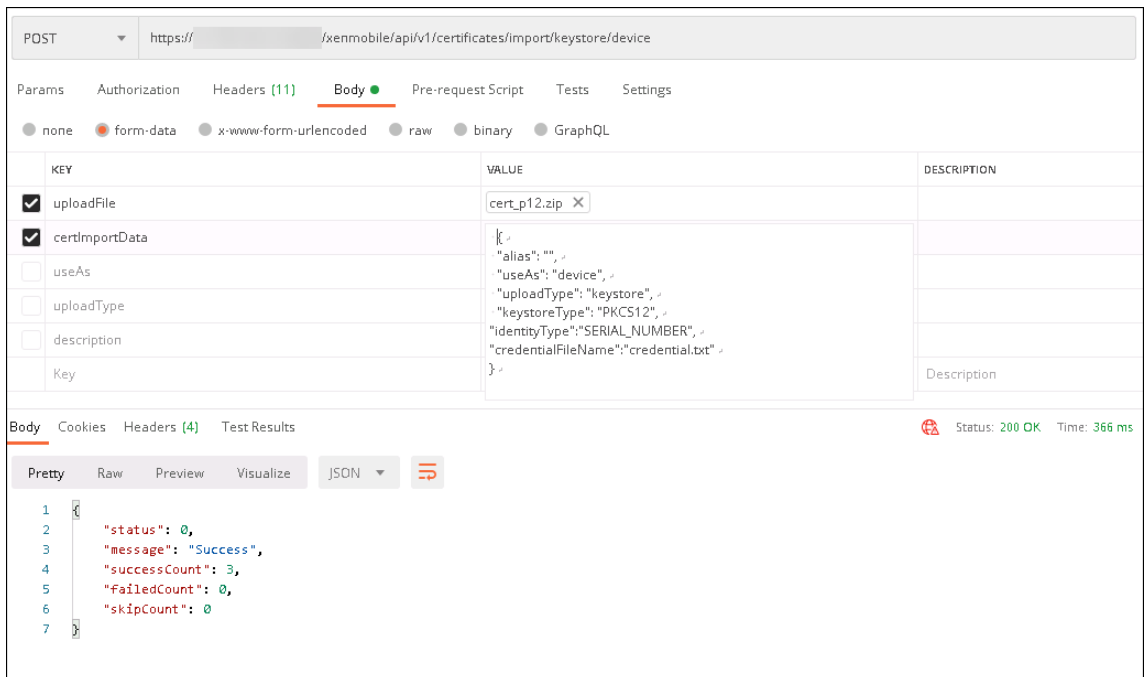 POST https:// /xenmobile/api/v1/certificates/import/keystore/device
Params Authorization Headers (11) Body Pre-request Script Tests Settings
none form-data x-www-form-urlencoded raw binary GraphQL
KEY VALUE DESCRIPTION
uploadFile cert_p12.zip
certImportData
{
"alias": "",
"useAs": "device",
"uploadType": "keystore",
"keystoreType": "PKCS12",
"identityType":"SERIAL_NUMBER",
"credentialFileName":"credential.txt"
}
useAs
uploadType
description
Key Description
Body Cookies Headers (4) Test Results Status: 200 OK Time: 366 ms
Pretty Raw Preview Visualize JSON
1 {
2 "status": 0,
3 "message": "Success",
4 "successCount": 3,
5 "failedCount": 0,
6 "skipCount": 0
7 }